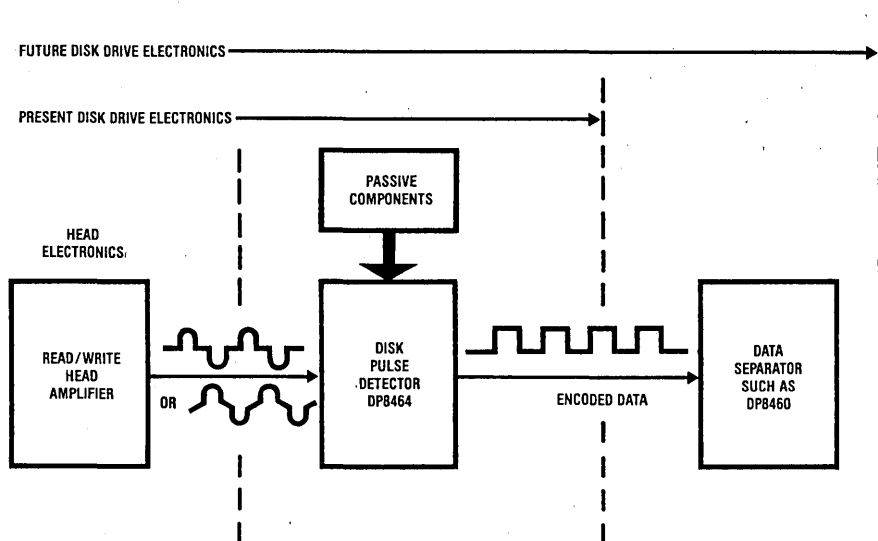 FUTURE DISK DRIVE ELECTRONICS
PRESENT DISK DRIVE ELECTRONICS
PASSIVE
COMPONENTS
HEAD
ELECTRONICS
READ/WRITE
HEAD
AMPLIFIER
OR
DISK
PULSE
DETECTOR
DP8464
ENCODED DATA
DATA
SEPARATOR
SUCH AS
DP8460